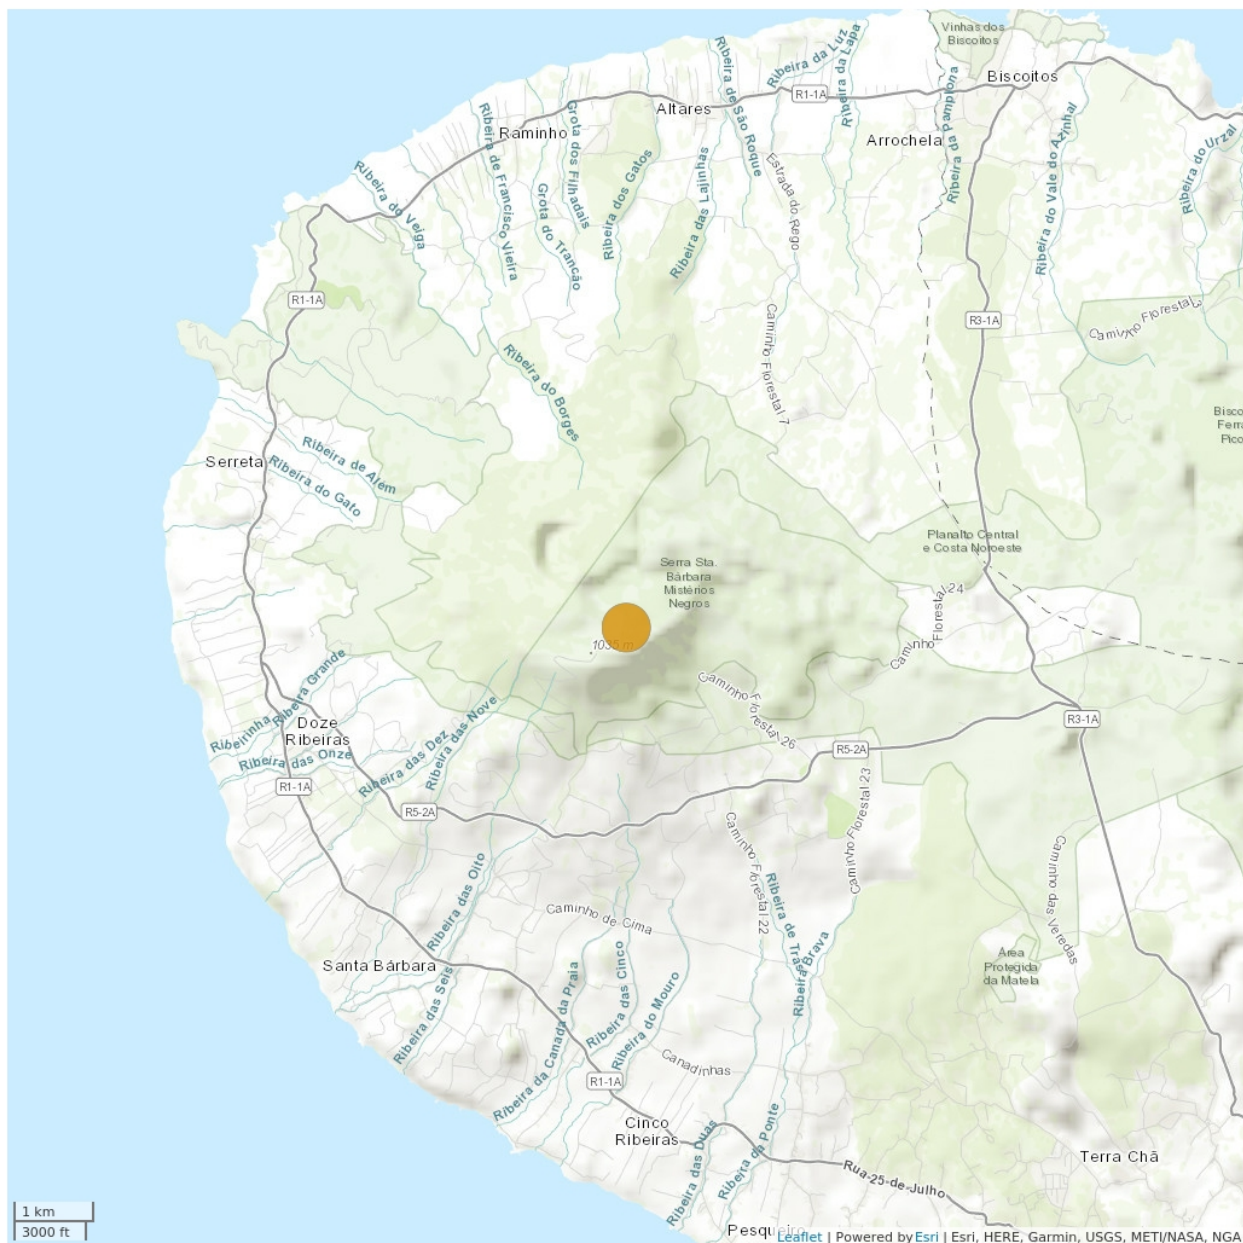 Vinhas dos
Biscoitos
Biscoitos
Ribeira da Luz
Ribeira da Lapa
Ribeira de São Roque
R1-1A
Altares
Raminho
Arrochela
Ribeira da Pamplona
Ribeira do Vale do Azinhal
Ribeira do Urzal
Grota dos Filhadais
Ribeira de Francisco Vieira
Grota do Trancão
Ribeira dos Gatos
Ribeira das Lajinhas
Estrada do Rego
Ribeira do Veiga
R1-1A
Caminho Florestal 7
R3-1A
Caminho Florestal 3
Ribeira do Borges
Serreta
Ribeira de Além
Ribeira do Gato
Planalto Central
e Costa Noroeste
Serra Sta.
Bárbara
Mistérios
Negros
1035 m
Caminho
Florestal 24
Caminho Florestal 26
Ribeira Grande
Ribeirinha
Doze
Ribeiras
Ribeira das Onze
Ribeira das Dez
Ribeira das Nove
R1-1A
R5-2A
R5-2A
R3-1A
Caminho Florestal 23
Caminho Florestal 22
Caminho das Veredas
Ribeira das Oito
Caminho de Cima
Ribeira de Trás
Ribeira Brava
Área
Protegida
da Matela
Santa Bárbara
Ribeira das Seis
Ribeira da Canada da Praia
Ribeira das Cinco
Ribeira do Mouro
Canadinhas
R1-1A
Cinco
Ribeiras
Ribeira das Duas
Ribeira da Ponte
Rua 25 de Julho
Terra Chã
Pesqueiro
1 km
3000 ft
Leaflet | Powered by Esri | Esri, HERE, Garmin, USGS, METI/NASA, NGA